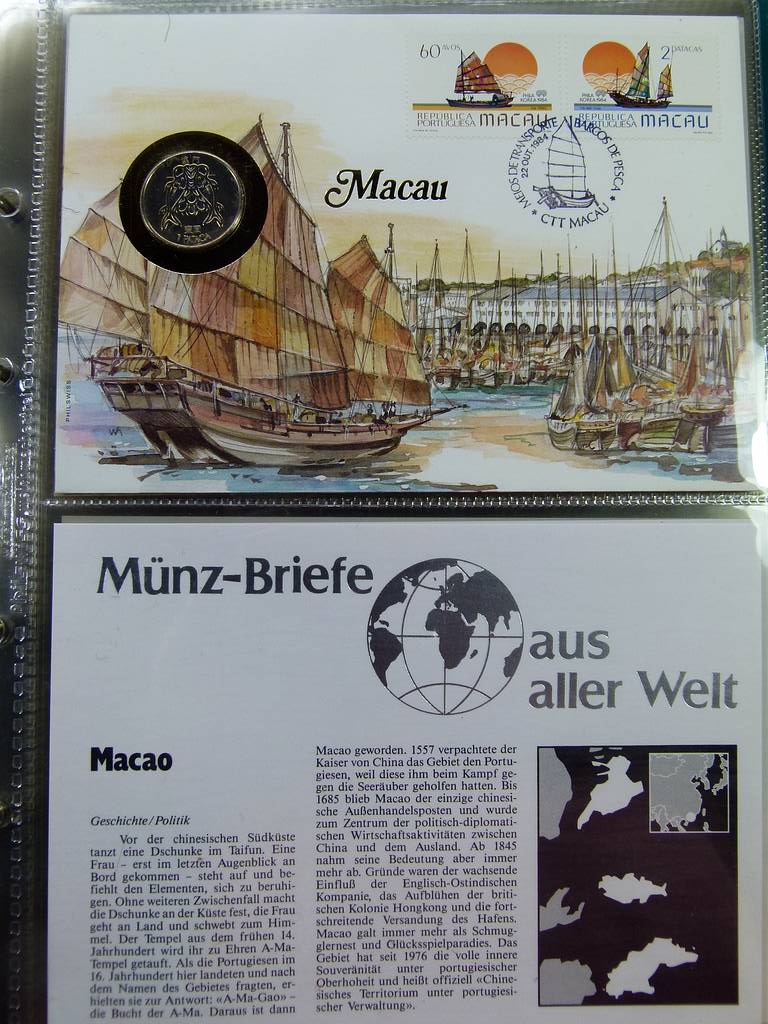 60 AVOS
PHILA
KOREA 1984
REPUBLICA
PORTUGUESA MACAU
2 PATACAS
PHILA
KOREA 1984
REPUBLICA
PORTUGUESA MACAU
MEIOS DE TRANSPORTE - BARCOS DE PESCA
22 OUT. 1984
★ CTT MACAU ★
Macau
PHILSWISS
Münz-Briefe
aus
aller Welt
Macao
Geschichte/Politik
Vor der chinesischen Südküste
tanzt eine Dschunke im Taifun. Eine
Frau – erst im letzten Augenblick an
Bord gekommen – steht auf und be-
fiehlt den Elementen, sich zu beruhi-
gen. Ohne weiteren Zwischenfall macht
die Dschunke an der Küste fest, die Frau
geht an Land und schwebt zum Him-
mel. Der Tempel aus dem frühen 14.
Jahrhundert wird ihr zu Ehren A-Ma-
Tempel getauft. Als die Portugiesen im
16. Jahrhundert hier landeten und nach
dem Namen des Gebietes fragten, er-
hielten sie zur Antwort: «A-Ma-Gao» –
die Bucht der A-Ma. Daraus ist dann
Macao geworden. 1557 verpachtete der
Kaiser von China das Gebiet den Portu-
giesen, weil diese ihm beim Kampf ge-
gen die Seeräuber geholfen hatten. Bis
1685 blieb Macao der einzige chinesi-
sche Außenhandelsposten und wurde
zum Zentrum der politisch-diplomati-
schen Wirtschaftsaktivitäten zwischen
China und dem Ausland. Ab 1845
nahm seine Bedeutung aber immer
mehr ab. Gründe waren der wachsende
Einfluß der Englisch-Ostindischen
Kompanie, das Aufblühen der briti-
schen Kolonie Hongkong und die fort-
schreitende Versandung des Hafens.
Macao galt immer mehr als Schmug-
glernest und Glücksspielparadies. Das
Gebiet hat seit 1976 die volle innere
Souveränität unter portugiesischer
Oberhoheit und heißt offiziell «Chine-
sisches Territorium unter portugiesi-
scher Verwaltung».